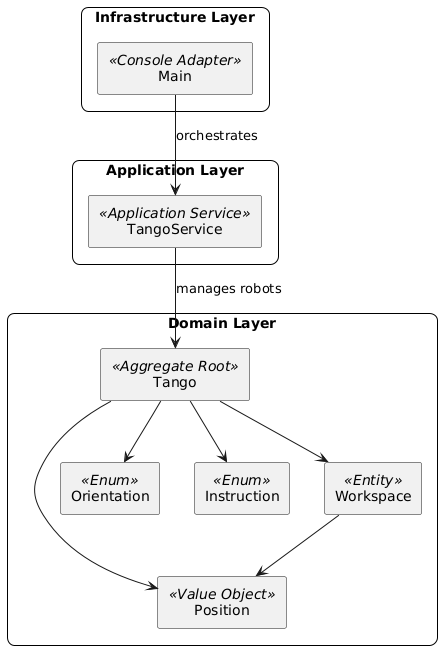 Infrastructure Layer
«Console Adapter»
Main
orchestrates
Application Layer
«Application Service»
TangoService
manages robots
Domain Layer
«Aggregate Root»
Tango
«Enum»
Orientation
«Enum»
Instruction
«Entity»
Workspace
«Value Object»
Position